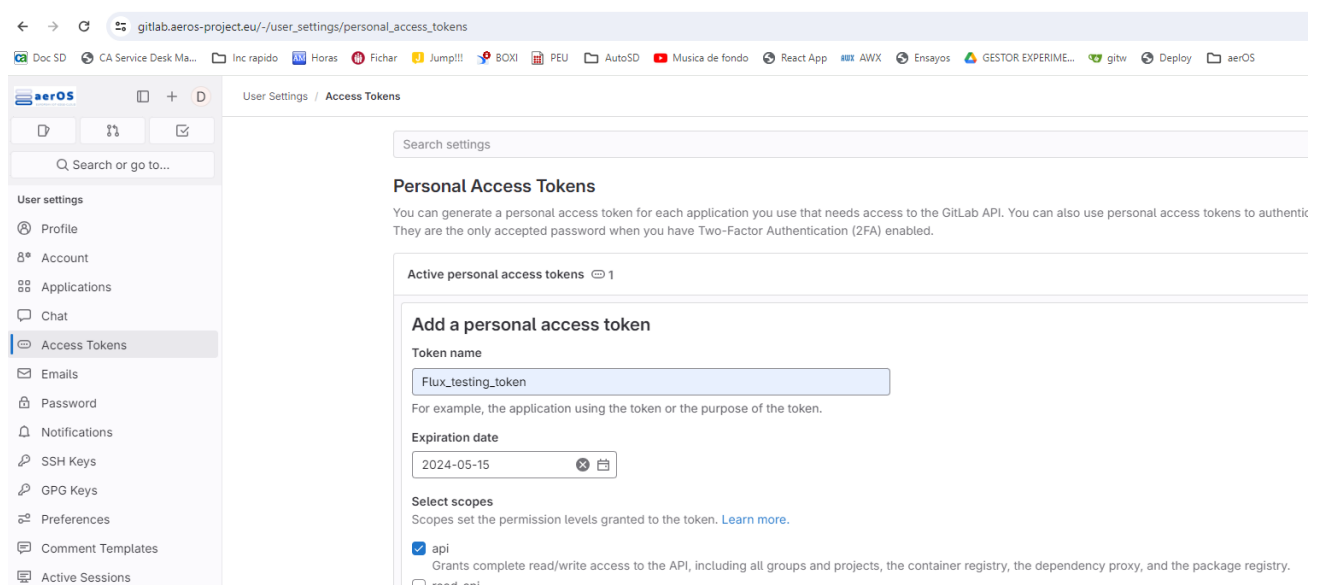 gitlab.aeros-project.eu/-/user_settings/personal_access_tokens
Doc SD CA Service Desk Ma... Inc rapido Horas Fichar Jump!!! BOXI PEU AutoSD Musica de fondo React App AWX Ensayos GESTOR EXPERIME... gitw Deploy aerOS
aerOS D User Settings / Access Tokens
Search or go to...
Search settings
User settings
Profile
Account
Applications
Chat
Access Tokens
Emails
Password
Notifications
SSH Keys
GPG Keys
Preferences
Comment Templates
Active Sessions
Personal Access Tokens
You can generate a personal access token for each application you use that needs access to the GitLab API. You can also use personal access tokens to authentic
They are the only accepted password when you have Two-Factor Authentication (2FA) enabled.
Active personal access tokens 1
Add a personal access token
Token name
Flux_testing_token
For example, the application using the token or the purpose of the token.
Expiration date
2024-05-15
Select scopes
Scopes set the permission levels granted to the token. Learn more.
api
Grants complete read/write access to the API, including all groups and projects, the container registry, the dependency proxy, and the package registry.